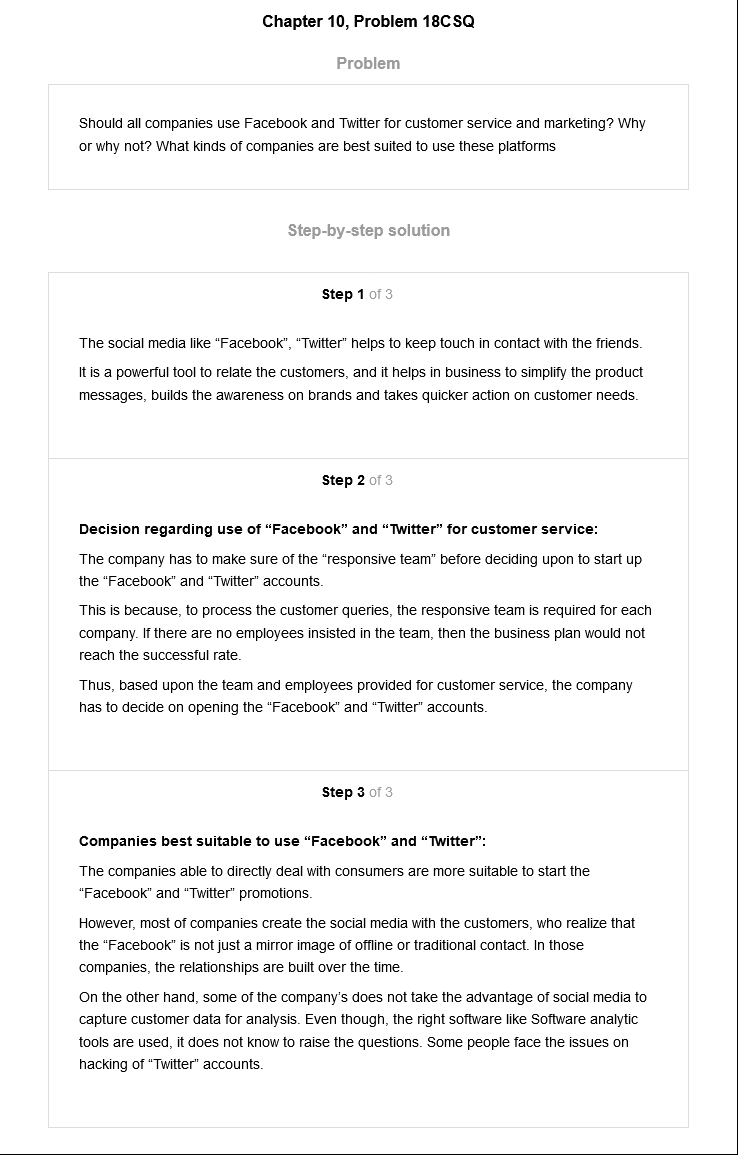 Chapter 10, Problem 18CSQ
Problem
Should all companies use Facebook and Twitter for customer service and marketing? Why
or why not? What kinds of companies are best suited to use these platforms
Step-by-step solution
Step 1 of 3
The social media like “Facebook”, “Twitter” helps to keep touch in contact with the friends.
It is a powerful tool to relate the customers, and it helps in business to simplify the product
messages, builds the awareness on brands and takes quicker action on customer needs.
Step 2 of 3
Decision regarding use of “Facebook” and “Twitter” for customer service:
The company has to make sure of the “responsive team” before deciding upon to start up
the “Facebook” and “Twitter” accounts.
This is because, to process the customer queries, the responsive team is required for each
company. If there are no employees insisted in the team, then the business plan would not
reach the successful rate.
Thus, based upon the team and employees provided for customer service, the company
has to decide on opening the “Facebook” and “Twitter” accounts.
Step 3 of 3
Companies best suitable to use “Facebook” and “Twitter”:
The companies able to directly deal with consumers are more suitable to start the
“Facebook” and “Twitter” promotions.
However, most of companies create the social media with the customers, who realize that
the “Facebook” is not just a mirror image of offline or traditional contact. In those
companies, the relationships are built over the time.
On the other hand, some of the company’s does not take the advantage of social media to
capture customer data for analysis. Even though, the right software like Software analytic
tools are used, it does not know to raise the questions. Some people face the issues on
hacking of “Twitter” accounts.